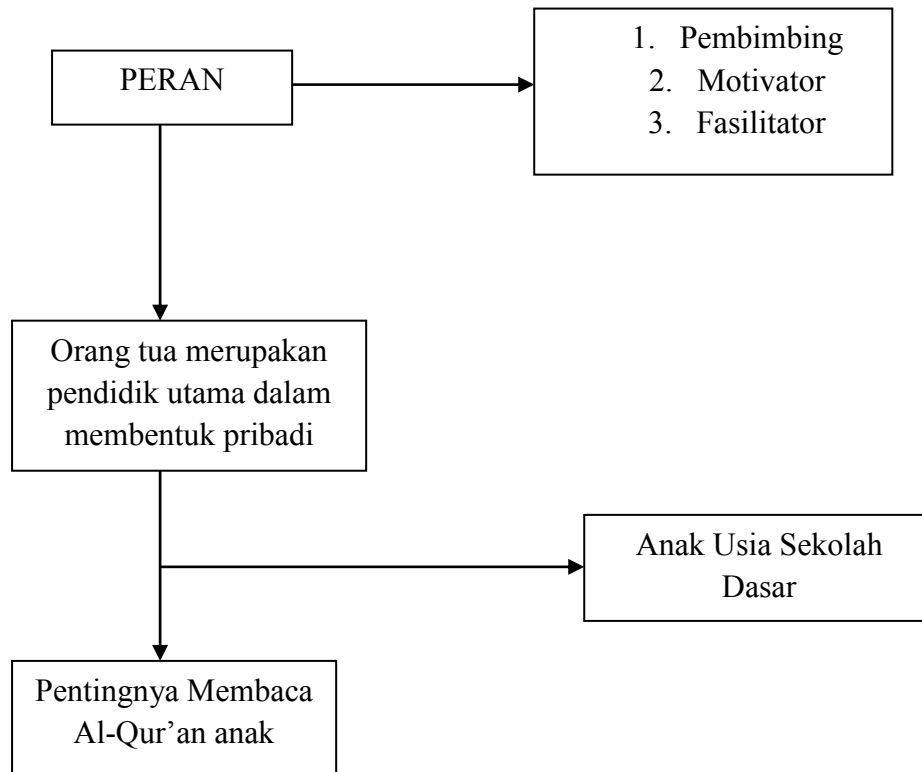 PERAN
1. Pembimbing
2. Motivator
3. Fasilitator
Orang tua merupakan
pendidik utama dalam
membentuk pribadi
Anak Usia Sekolah
Dasar
Pentingnya Membaca
Al-Qur’an anak